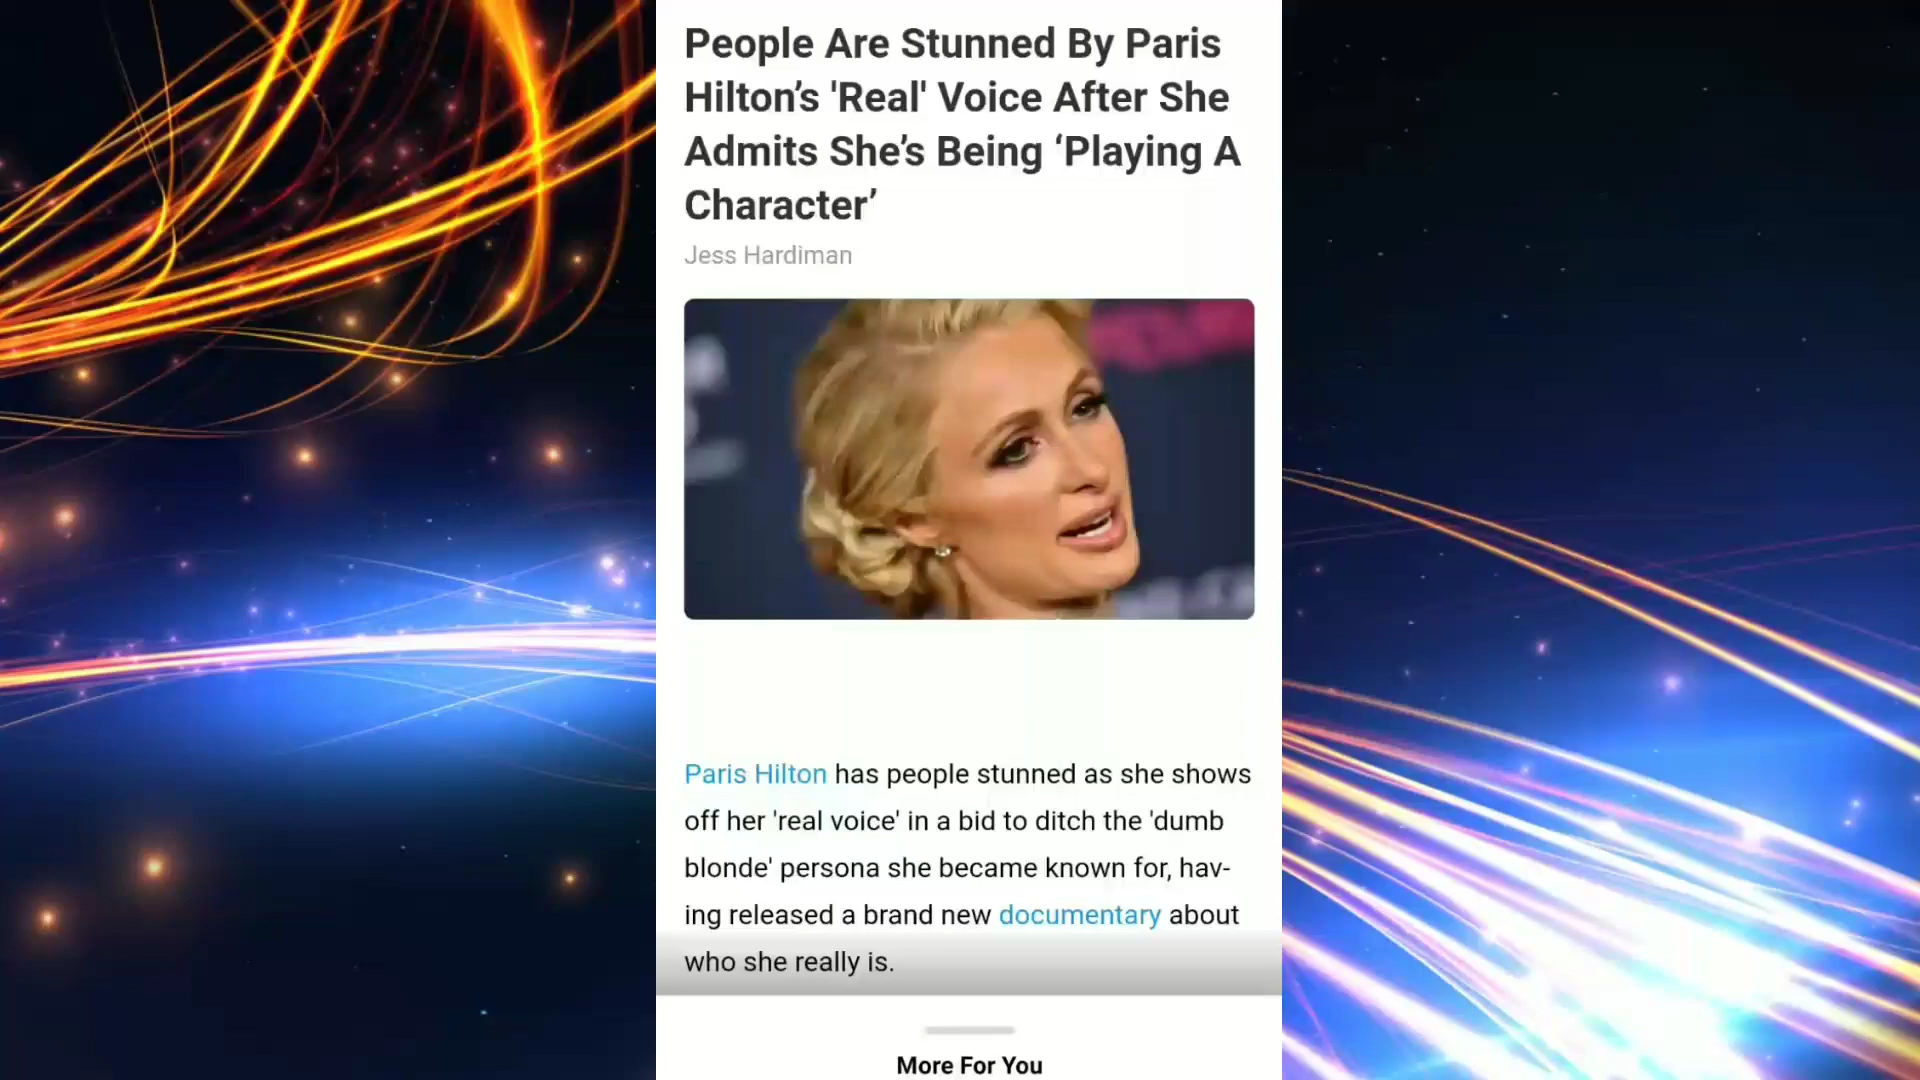 People Are Stunned By Paris
Hilton’s 'Real' Voice After She
Admits She’s Being ‘Playing A
Character’
Jess Hardiman
Paris Hilton has people stunned as she shows
off her 'real voice' in a bid to ditch the 'dumb
blonde' persona she became known for, hav-
ing released a brand new documentary about
who she really is.
More For You